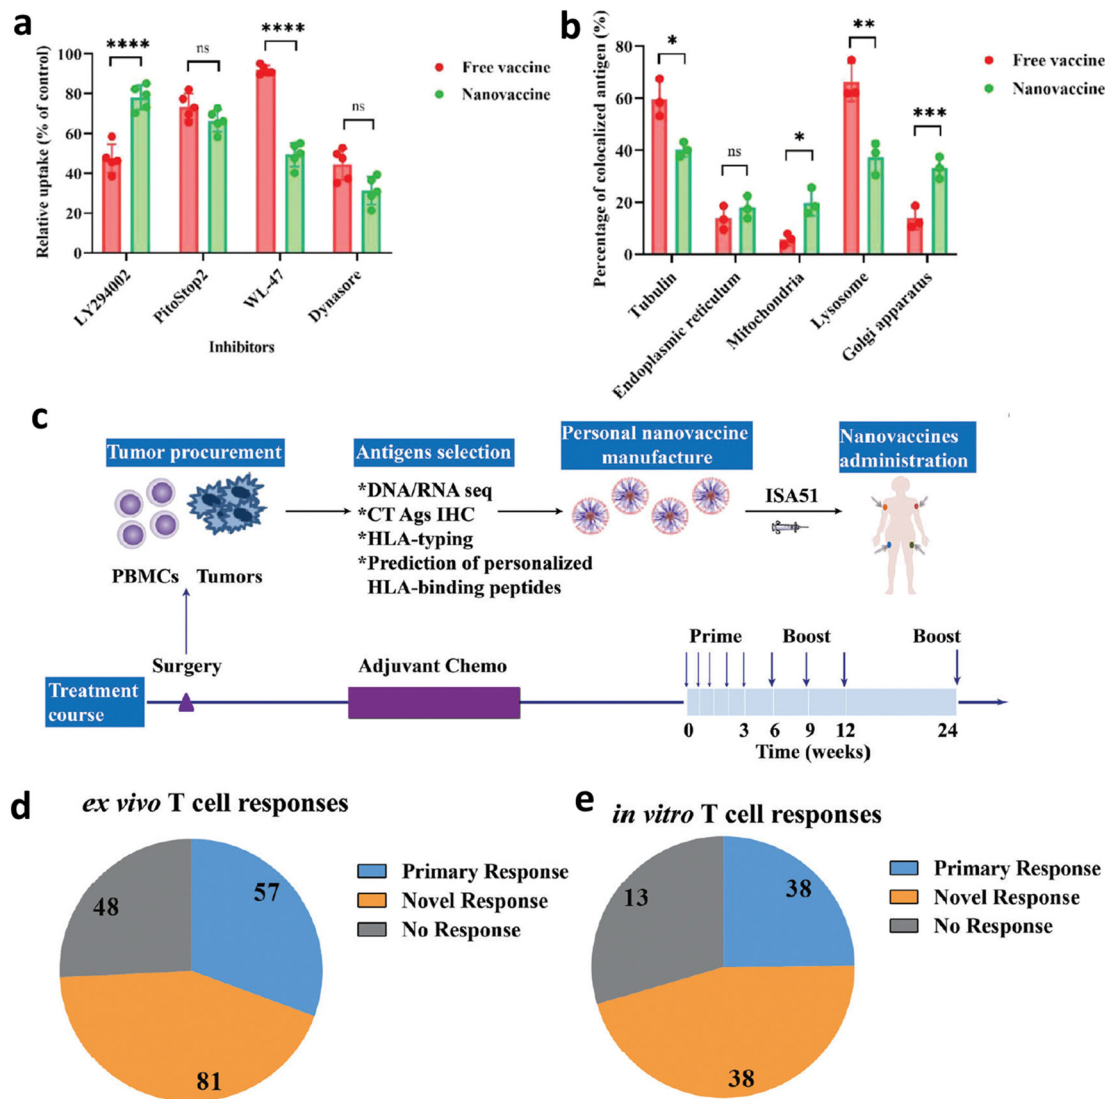 a
****
ns
****
ns
Free vaccine
Nanovaccine
Relative uptake (% of control)
100
80
60
40
20
0
LY294002
PitoStop2
WL-47
Dynasore
Inhibitors
b
*
ns
*
**
***
Free vaccine
Nanovaccine
Percentage of colocalized antigen (%)
80
60
40
20
0
Tubulin
Endoplasmic reticulum
Mitochondria
Lysosome
Golgi apparatus
c
Tumor procurement
PBMCs Tumors
Antigens selection
*DNA/RNA seq
*CT Ags IHC
*HLA-typing
*Prediction of personalized
HLA-binding peptides
Personal nanovaccine
manufacture
ISA51
Nanovaccines
administration
Surgery
Adjuvant Chemo
Prime Boost Boost
Treatment
course
0 3 6 9 12 24
Time (weeks)
d
ex vivo T cell responses
48
57
81
Primary Response
Novel Response
No Response
e
in vitro T cell responses
13
38
38
Primary Response
Novel Response
No Response